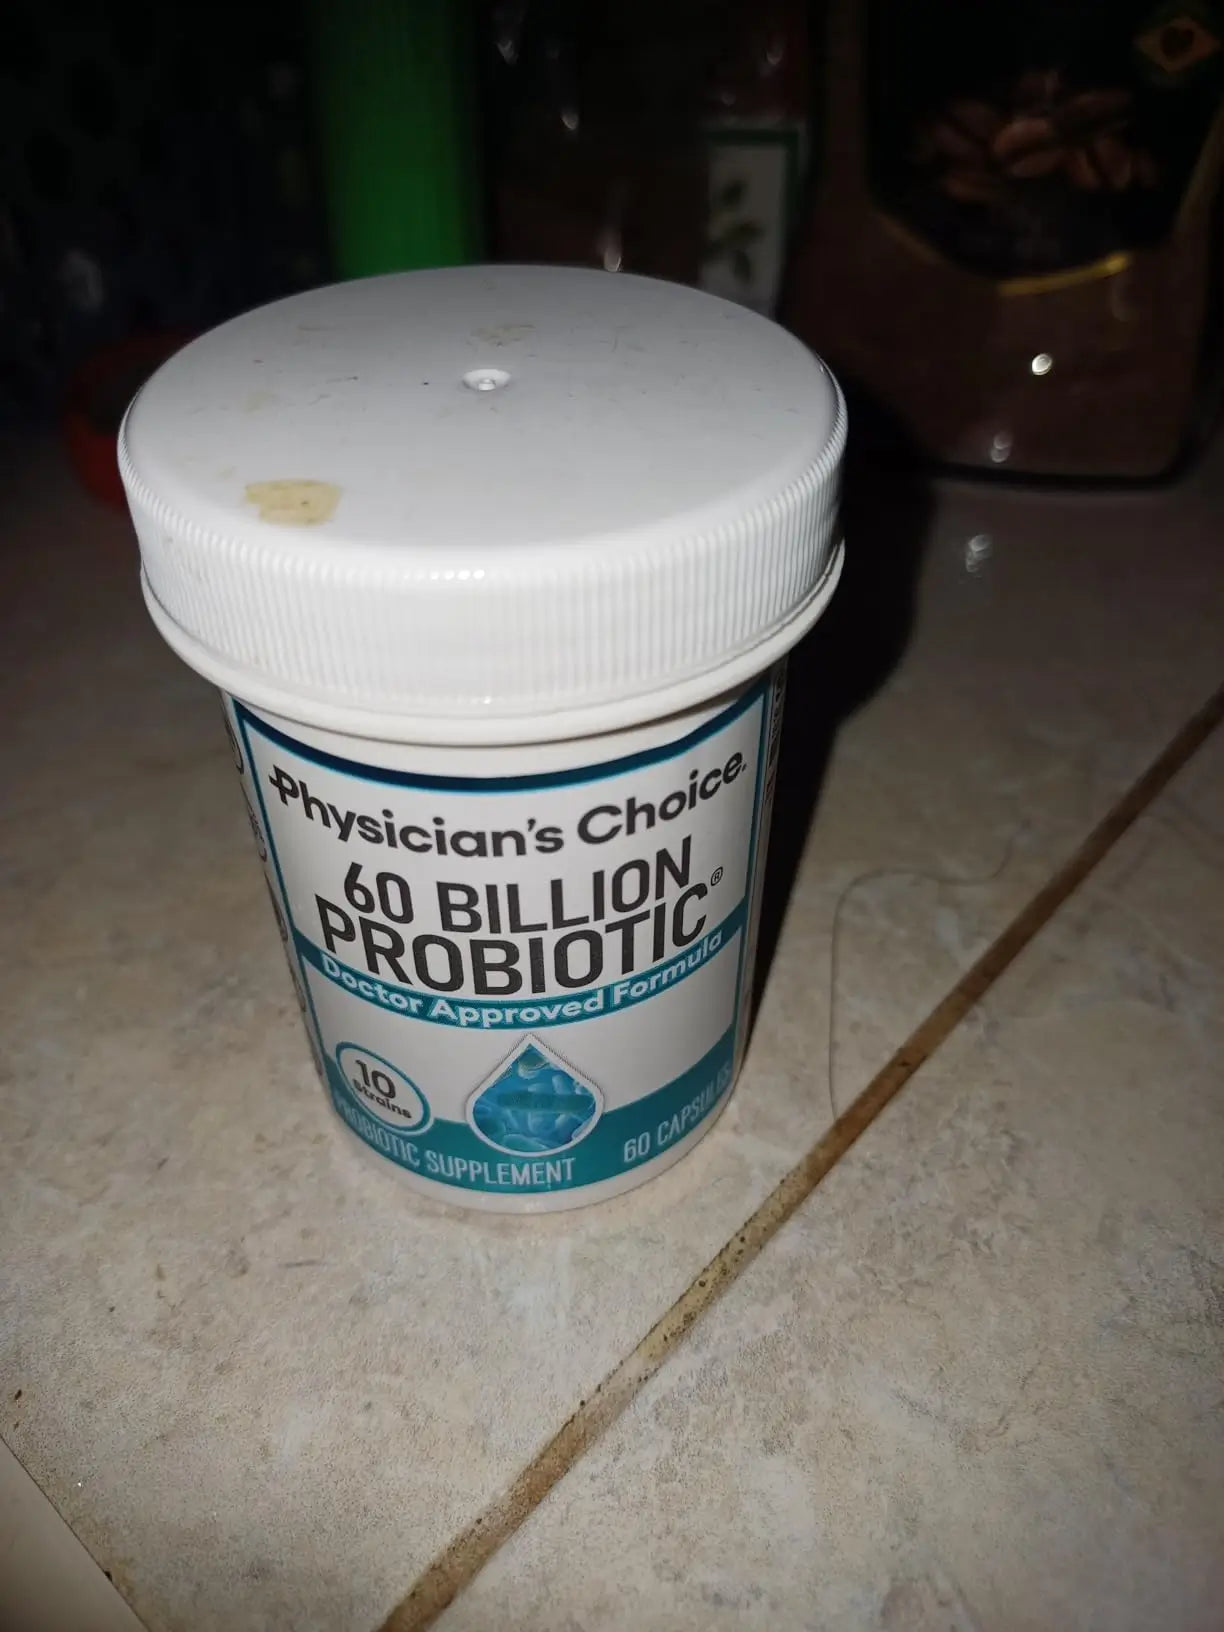 Physician's Choice.
60 BILLION
PROBIOTIC®
Doctor Approved Formula
10
Strains
PROBIOTIC SUPPLEMENT
60 CAPSULES